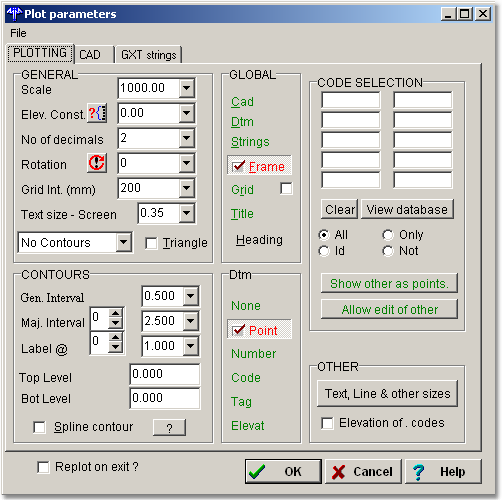 Plot parameters
File
PLOTTING CAD GXT strings
GENERAL
Scale 1000.00
Elev. Const. ?{ 0.00
No of decimals 2
Rotation 0
Grid Int. (mm) 200
Text size - Screen 0.35
No Contours Triangle
GLOBAL
Cad
Dtm
Strings
Frame
Grid
Title
Heading
CODE SELECTION
Clear View database
All Only
Id Not
Show other as points.
Allow edit of other
CONTOURS
Gen. Interval 0.500
Maj. Interval 0 2.500
Label @ 0 1.000
Top Level 0.000
Bot Level 0.000
Spline contour ?
Dtm
None
Point
Number
Code
Tag
Elevat
OTHER
Text, Line & other sizes
Elevation of . codes
Replot on exit ? OK Cancel ? Help